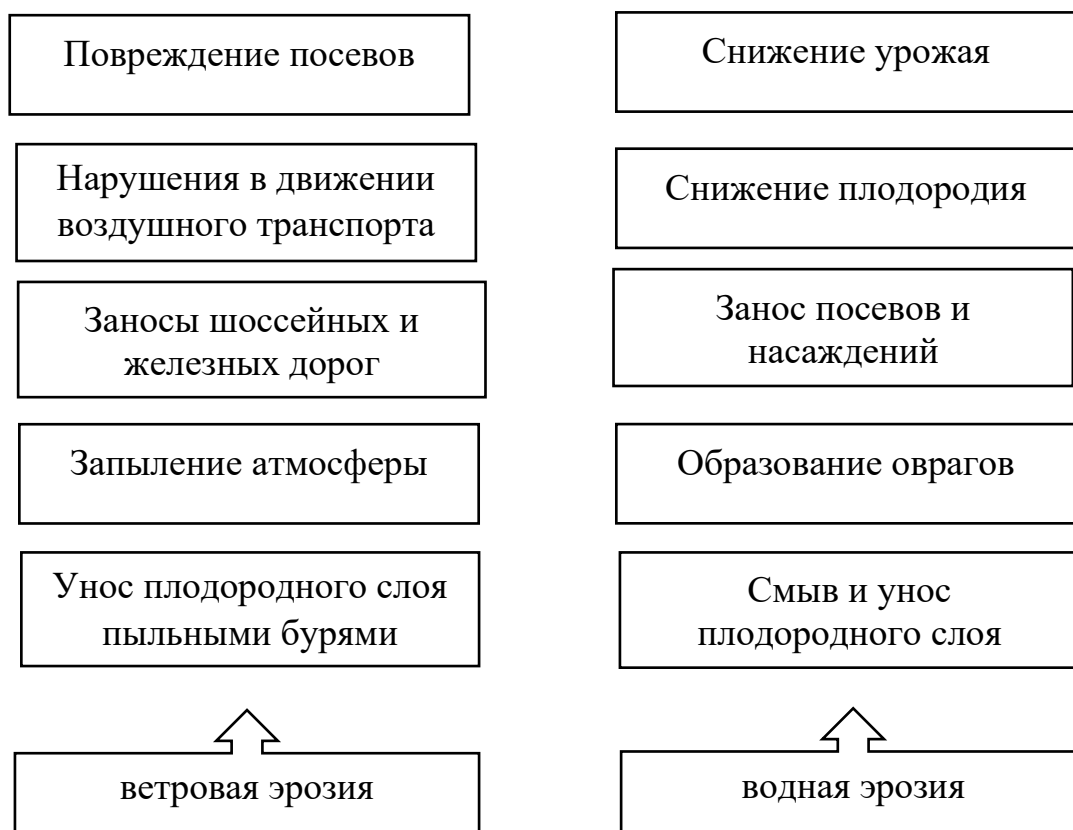 Повреждение посевов
Снижение урожая
Нарушения в движении
воздушного транспорта
Снижение плодородия
Заносы шоссейных и
железных дорог
Занос посевов и
насаждений
Запыление атмосферы
Образование оврагов
Унос плодородного слоя
пыльными бурями
Смыв и унос
плодородного слоя
ветровая эрозия
водная эрозия